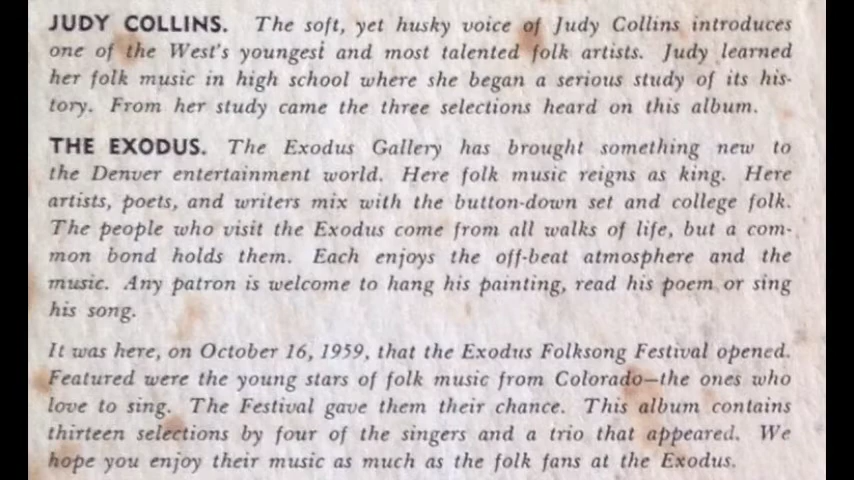 JUDY COLLINS. The soft, yet husky voice of Judy Collins introduces
one of the West's youngest and most talented folk artists. Judy learned
her folk music in high school where she began a serious study of its his-
tory. From her study came the three selections heard on this album.
THE EXODUS. The Exodus Gallery has brought something new to
the Denver entertainment world. Here folk music reigns as king. Here
artists, poets, and writers mix with the button-down set and college folk.
The people who visit the Exodus come from all walks of life, but a com-
mon bond holds them. Each enjoys the off-beat atmosphere and the
music. Any patron is welcome to hang his painting, read his poem or sing
his song.
It was here, on October 16, 1959, that the Exodus Folksong Festival opened.
Featured were the young stars of folk music from Colorado—the ones who
love to sing. The Festival gave them their chance. This album contains
thirteen selections by four of the singers and a trio that appeared. We
hope you enjoy their music as much as the folk fans at the Exodus.